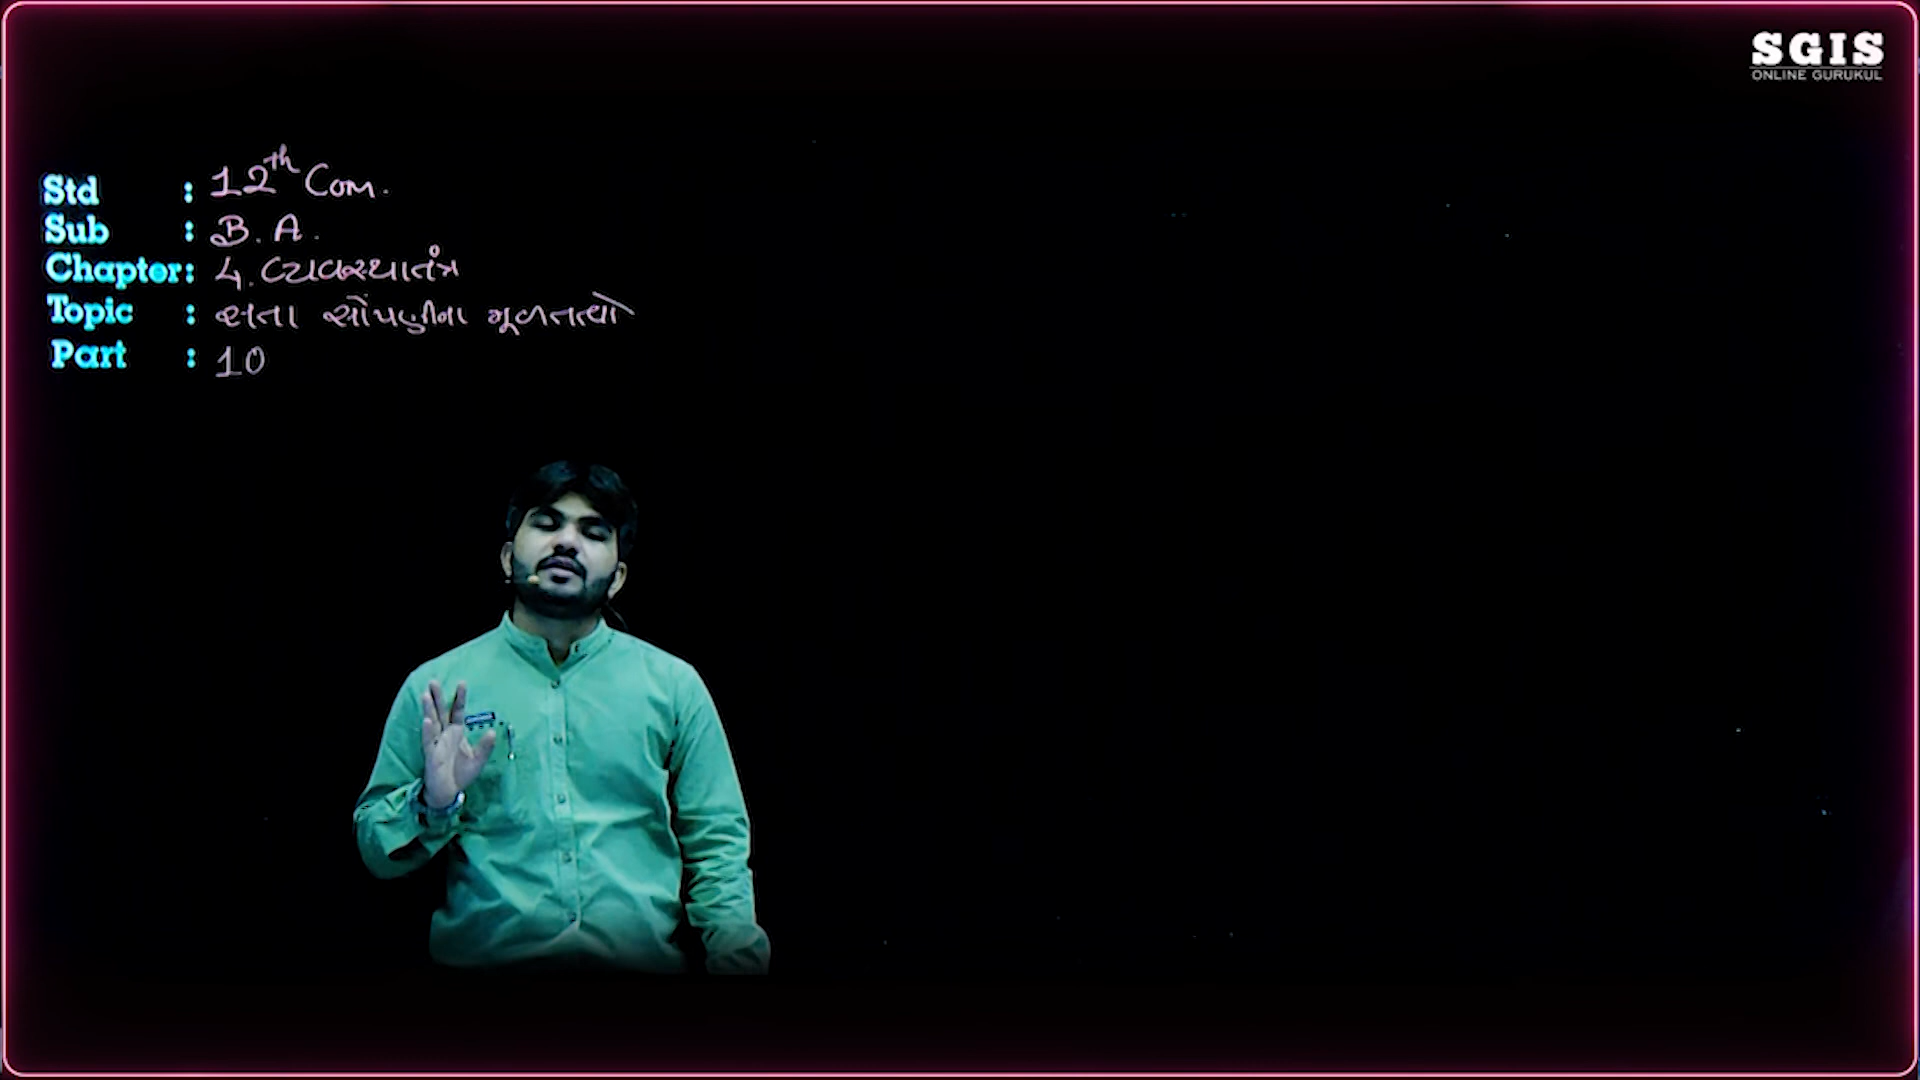 SGIS
ONLINE GURUKUL
Std : 12th Com.
Sub : B. A.
Chapter : 4. વ્યવસ્થાતંત્ર
Topic : સતા સોંપણીના મૂળતત્વો
Part : 10